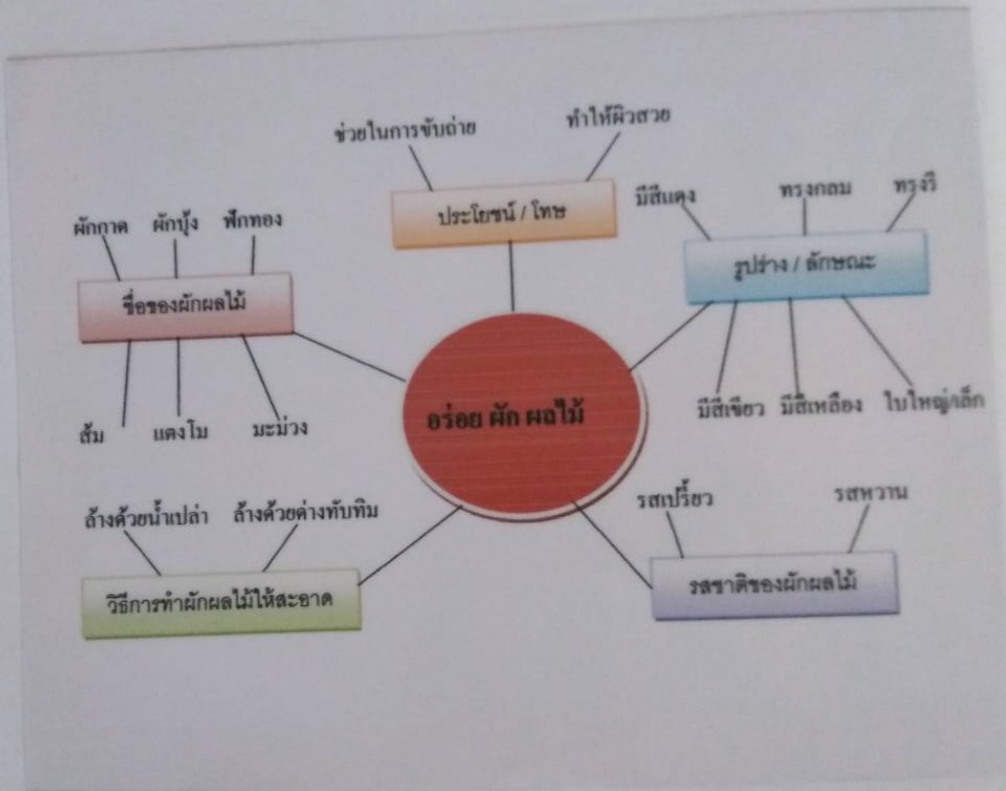 ช่วยในการขับถ่าย ทำให้ผิวสวย
ประโยชน์ / โทษ
มีสีแดง ทรงกลม ทรงรี
รูปร่าง / ลักษณะ
มีสีเขียว มีสีเหลือง ใบใหญ่/เล็ก
ผักกาด ผักบุ้ง ฟักทอง
ชื่อของผักผลไม้
ส้ม แตงโม มะม่วง
อร่อย ผัก ผลไม้
ล้างด้วยน้ำเปล่า ล้างด้วยด่างทับทิม
วิธีการทำผักผลไม้ให้สะอาด
รสเปรี้ยว รสหวาน
รสชาติของผักผลไม้